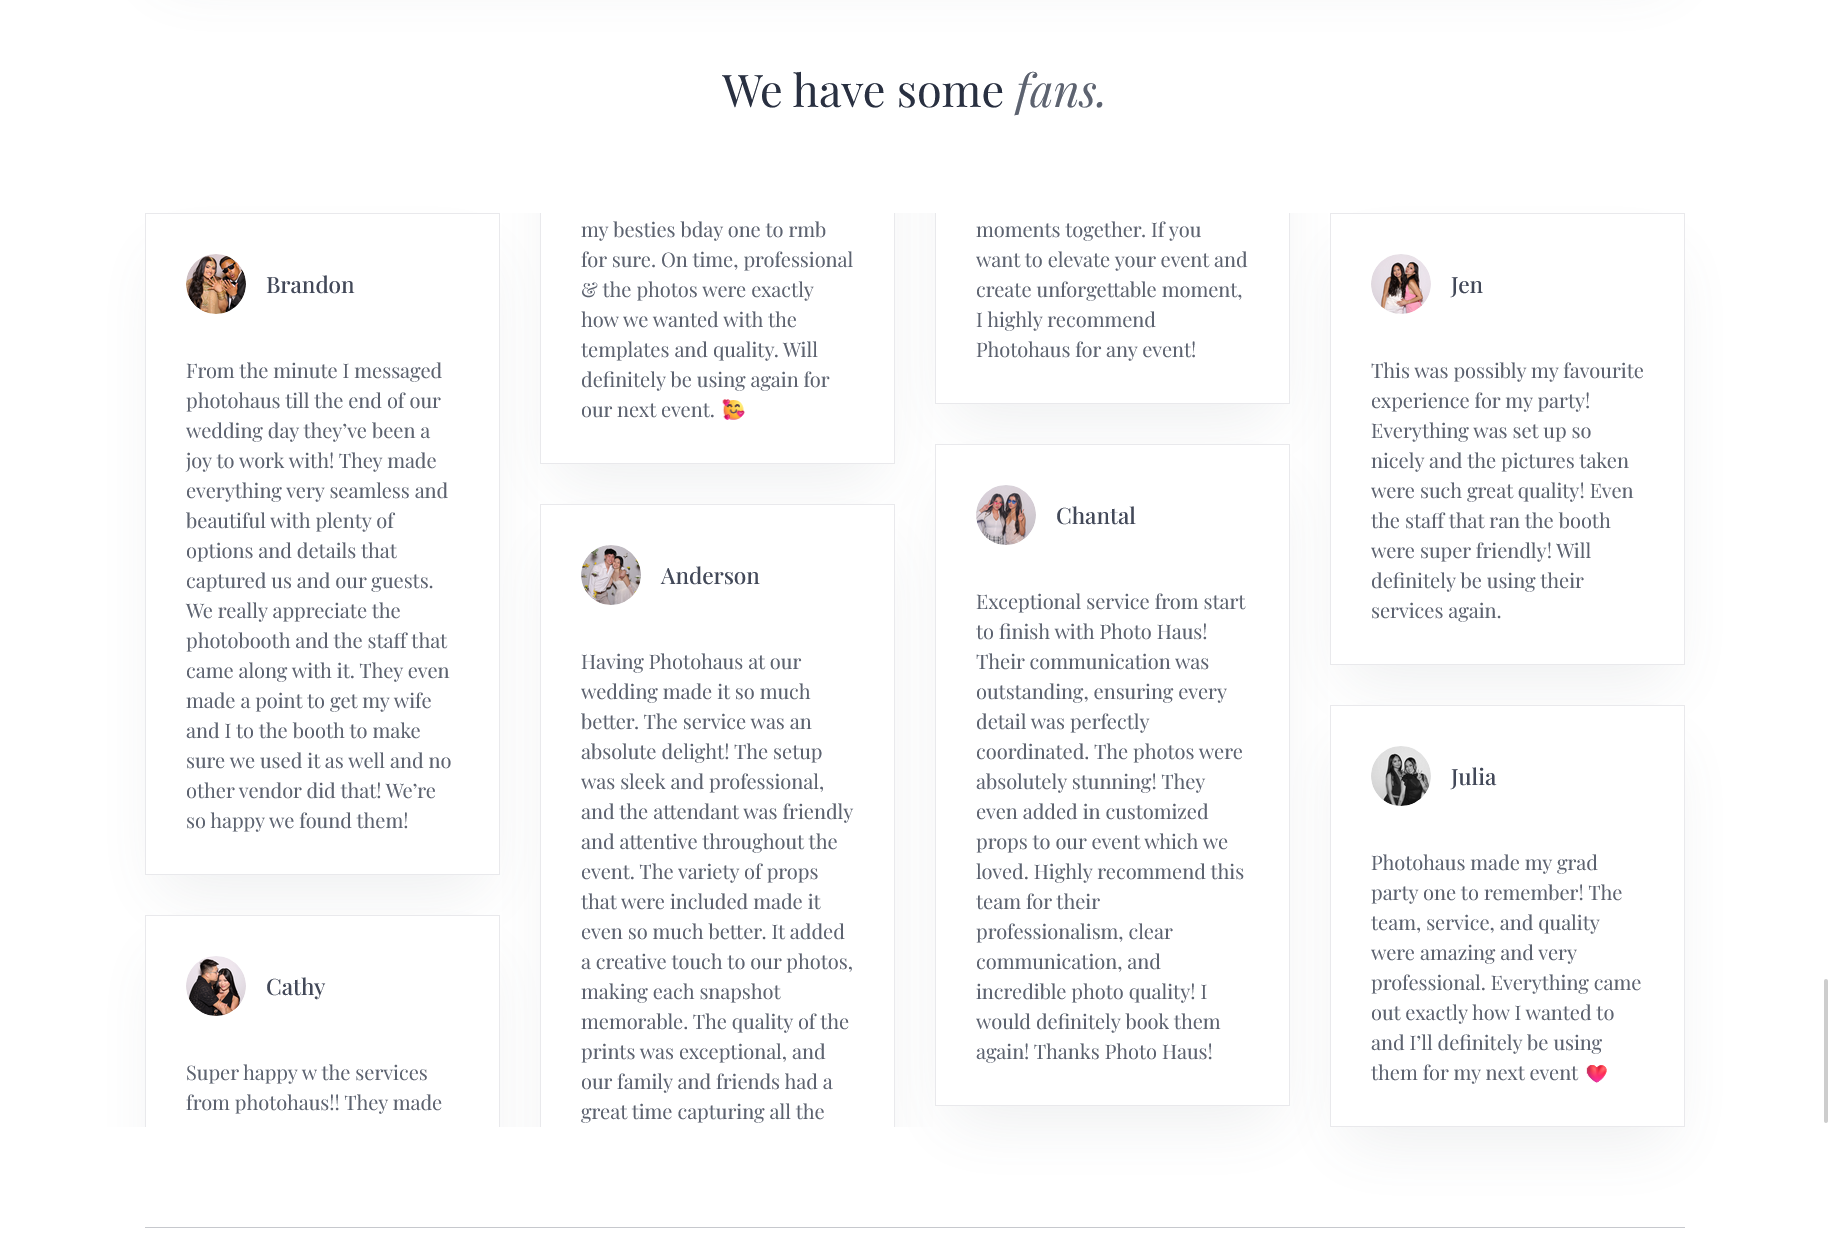 We have some fans.
Brandon
From the minute I messaged
photohaus till the end of our
wedding day they’ve been a
joy to work with! They made
everything very seamless and
beautiful with plenty of
options and details that
captured us and our guests.
We really appreciate the
photobooth and the staff that
came along with it. They even
made a point to get my wife
and I to the booth to make
sure we used it as well and no
other vendor did that! We’re
so happy we found them!
Cathy
Super happy w the services
from photohaus!! They made
my besties bday one to rmb
for sure. On time, professional
& the photos were exactly
how we wanted with the
templates and quality. Will
definitely be using again for
our next event. 🥰
Anderson
Having Photohaus at our
wedding made it so much
better. The service was an
absolute delight! The setup
was sleek and professional,
and the attendant was friendly
and attentive throughout the
event. The variety of props
that were included made it
even so much better. It added
a creative touch to our photos,
making each snapshot
memorable. The quality of the
prints was exceptional, and
our family and friends had a
great time capturing all the
moments together. If you
want to elevate your event and
create unforgettable moment,
I highly recommend
Photohaus for any event!
Chantal
Exceptional service from start
to finish with Photo Haus!
Their communication was
outstanding, ensuring every
detail was perfectly
coordinated. The photos were
absolutely stunning! They
even added in customized
props to our event which we
loved. Highly recommend this
team for their
professionalism, clear
communication, and
incredible photo quality! I
would definitely book them
again! Thanks Photo Haus!
Jen
This was possibly my favourite
experience for my party!
Everything was set up so
nicely and the pictures taken
were such great quality! Even
the staff that ran the booth
were super friendly! Will
definitely be using their
services again.
Julia
Photohaus made my grad
party one to remember! The
team, service, and quality
were amazing and very
professional. Everything came
out exactly how I wanted to
and I’ll definitely be using
them for my next event ❤️